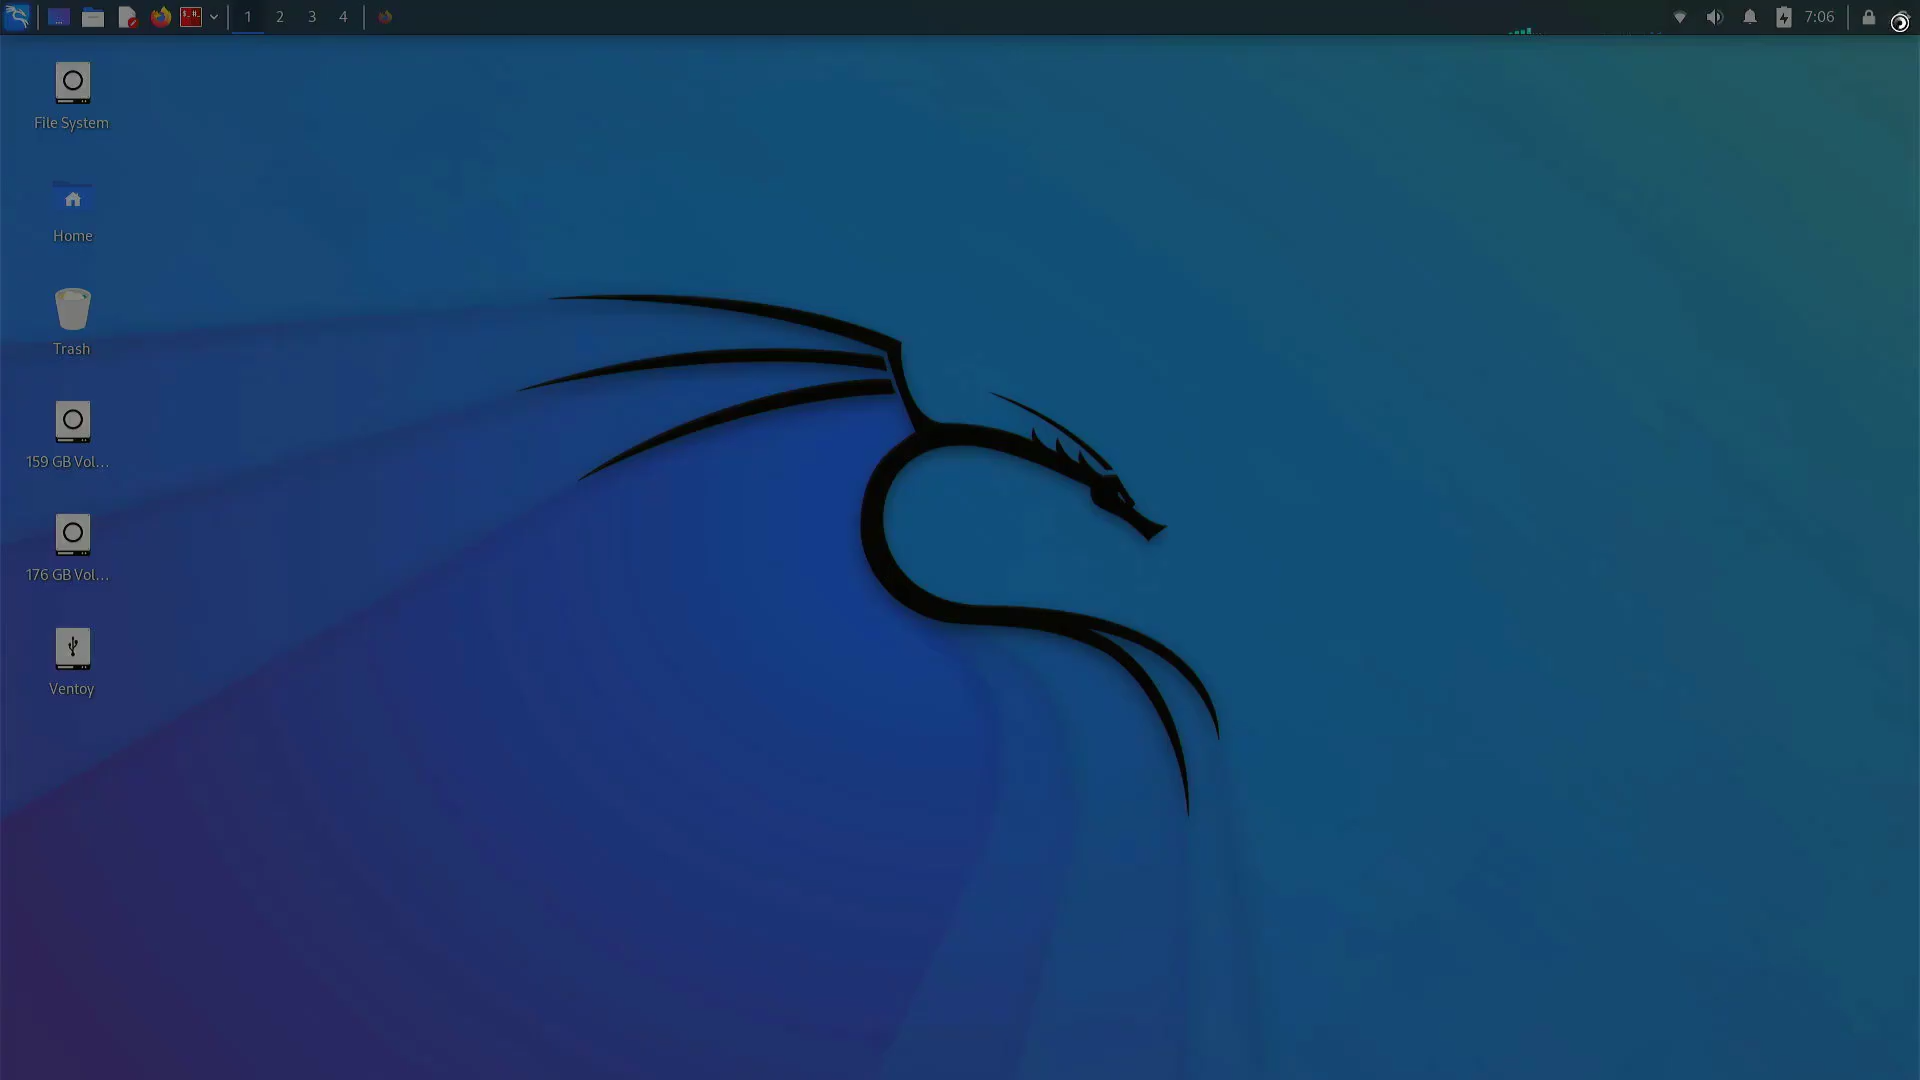 1 2 3 4 7:06
File System
Home
Trash
159 GB Vol...
176 GB Vol...
Ventoy